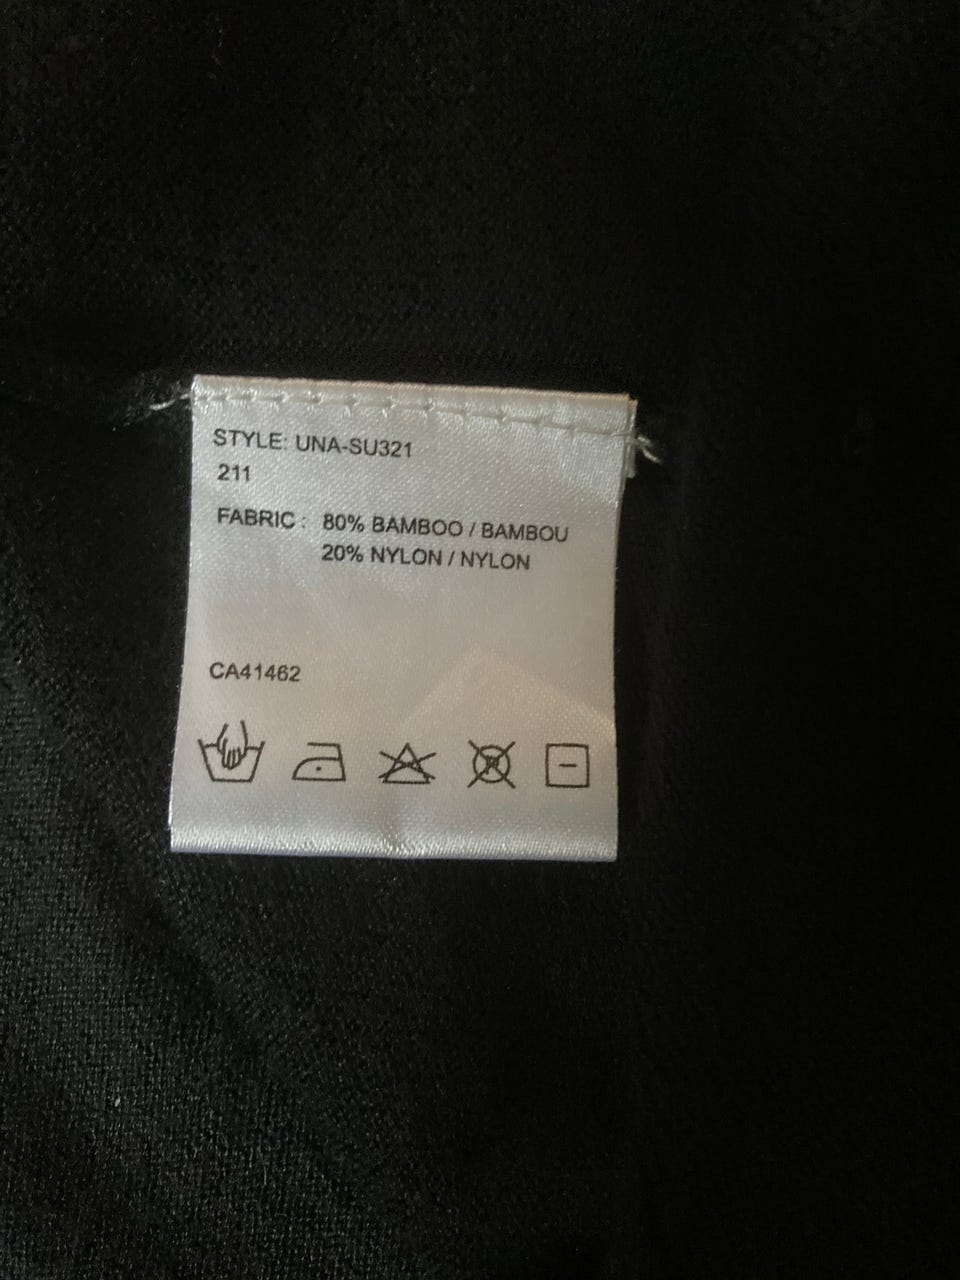 STYLE: UNA-SU321
211
FABRIC : 80% BAMBOO / BAMBOU
20% NYLON / NYLON
CA41462